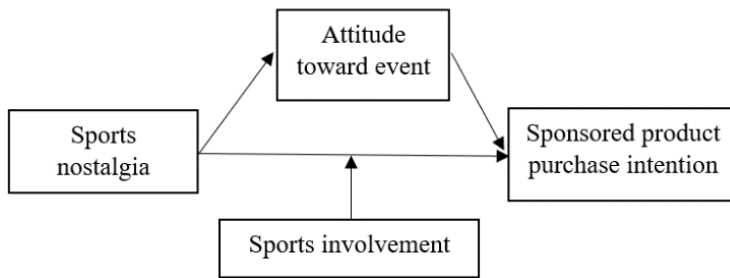 Attitude
toward event
Sports
nostalgia
Sponsored product
purchase intention
Sports involvement